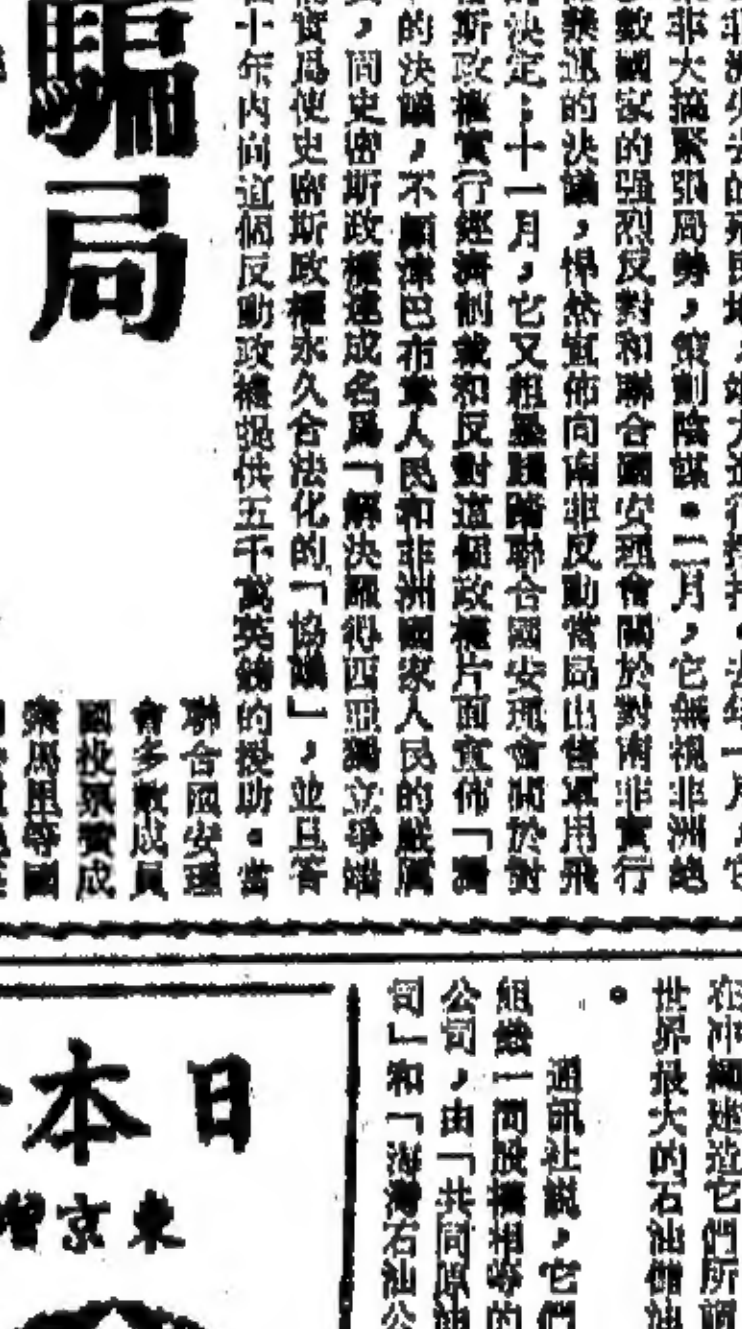 非大搞緊張局勢，策劃陰謀。二月，它無視非洲絕
數國家的强烈反對和聯合國安理會關於對南非實行
禁運的決議，悍然宣佈向南非反動當局出售軍用飛
決定；十一月，它又粗暴踐踏聯合國安理會關於對
斯政權實行經濟制裁和反對這個政權片面宣佈「獨
的決議，不顧津巴布韋人民和非洲國家人民的嚴厲
，同史密斯政權達成名爲「解決羅得西亞獨立爭端
實爲使史密斯政權永久合法化的「協議」，並且答
十年內向這個反動政權提供五千萬英鎊的援助。當
騙局
聯合國安理
會多數成員
國投票贊成
馬里等國
世界最大的石油儲油
通訊社說，它們
組織一間股權相等的
公司，由「共同原油
司」和「海灣石油公
日本
東京